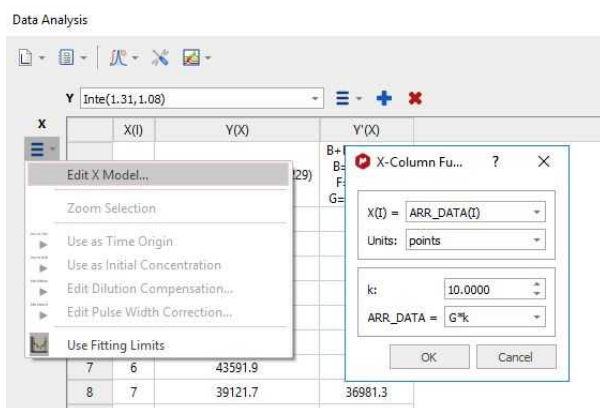 Data Analysis
Y Inte(1.31,1.08)
X
X(I) Y(X) Y'(X)
29)
B=
F=
G=
Edit X Model...
Zoom Selection
Use as Time Origin
Use as Initial Concentration
Edit Dilution Compensation...
Edit Pulse Width Correction...
Use Fitting Limits
7 6 43591.9
8 7 39121.7 36981.3
X-Column Fu... ? X
X(I) = ARR_DATA(I)
Units: points
k: 10.0000
ARR_DATA = G*k
OK Cancel